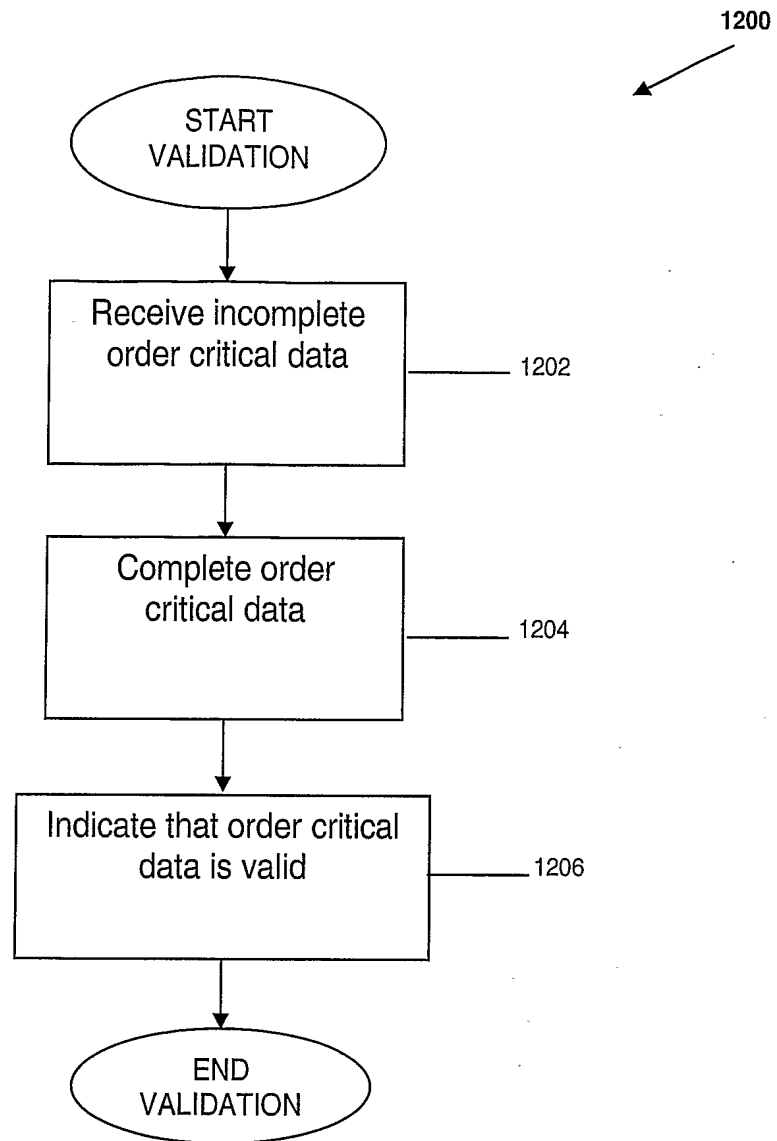 1200
START
VALIDATION
Receive incomplete
order critical data
1202
Complete order
critical data
1204
Indicate that order critical
data is valid
1206
END
VALIDATION